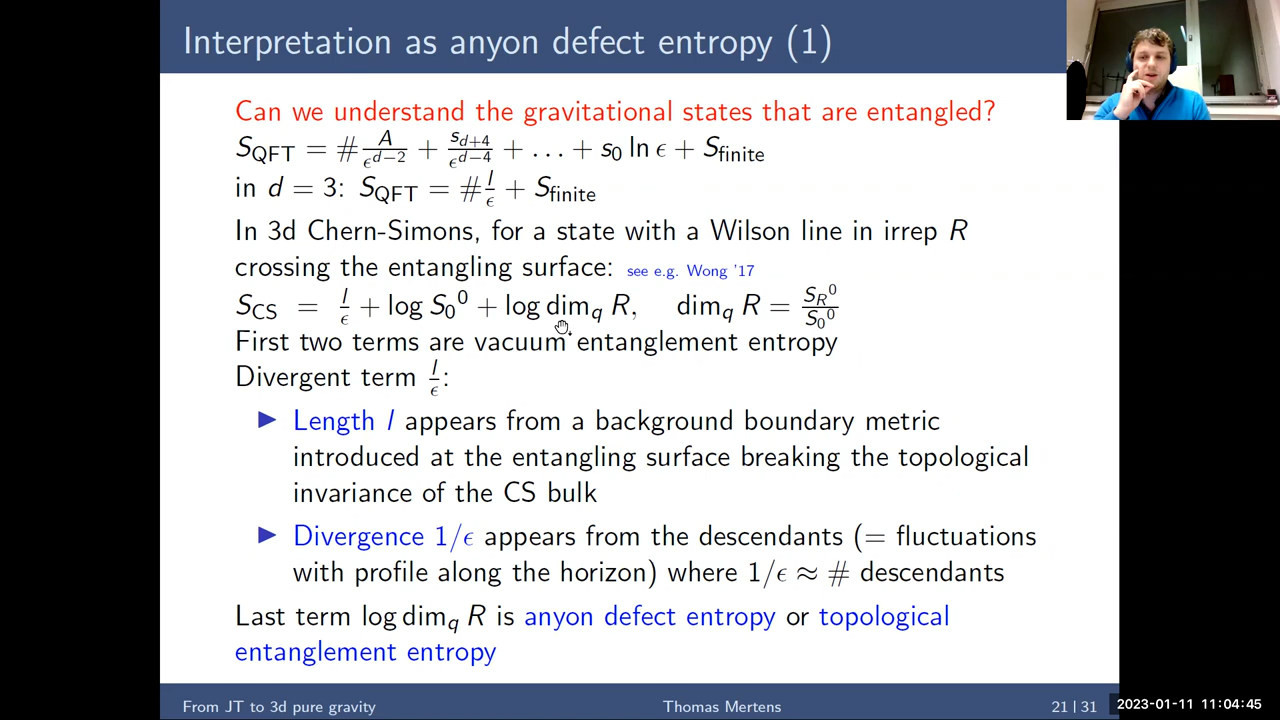 Interpretation as anyon defect entropy (1)
Can we understand the gravitational states that are entangled?
S_QFT = # A/ϵ^{d−2} + s_{d+4}/ϵ^{d−4} + … + s_0 ln ϵ + S_finite
in d = 3: S_QFT = # l/ϵ + S_finite
In 3d Chern-Simons, for a state with a Wilson line in irrep R
crossing the entangling surface: see e.g. Wong '17
S_CS = l/ϵ + log S_0^0 + log dim_q R, dim_q R = S_R^0/S_0^0
First two terms are vacuum entanglement entropy
Divergent term l/ϵ:
▶ Length l appears from a background boundary metric
introduced at the entangling surface breaking the topological
invariance of the CS bulk
▶ Divergence 1/ϵ appears from the descendants (= fluctuations
with profile along the horizon) where 1/ϵ ≈ # descendants
Last term log dim_q R is anyon defect entropy or topological
entanglement entropy
From JT to 3d pure gravity Thomas Mertens 21 | 31
2023-01-11 11:04:45